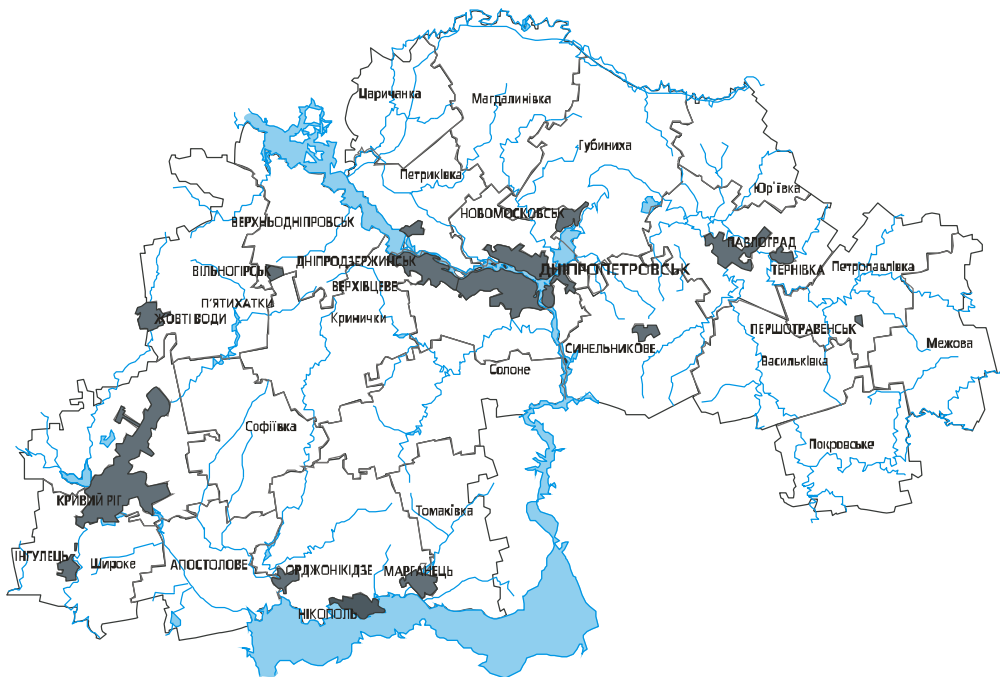 Царичанка
Магдалинівка
Губиниха
Петриківка
Юр'ївка
НОВОМОСКОВСЬК
ВЕРХНЬОДНІПРОВСЬК
ПАВЛОГРАД
ДНІПРОДЗЕРЖИНСЬК
ДНІПРОПЕТРОВСЬК
ВІЛЬНОГІРСЬК
ТЕРНІВКА
Петропавлівка
ВЕРХІВЦЕВЕ
П'ЯТИХАТКИ
ЖОВТІ ВОДИ
Кринички
ПЕРШОТРАВЕНСЬК
Межова
СИНЕЛЬНИКОВЕ
Васильківка
Солоне
Софіївка
Покровське
КРИВИЙ РІГ
Томаківка
ІНГУЛЕЦЬ
Широке
АПОСТОЛОВЕ
ОРДЖОНІКІДЗЕ
МАРГАНЕЦЬ
НІКОПОЛЬ